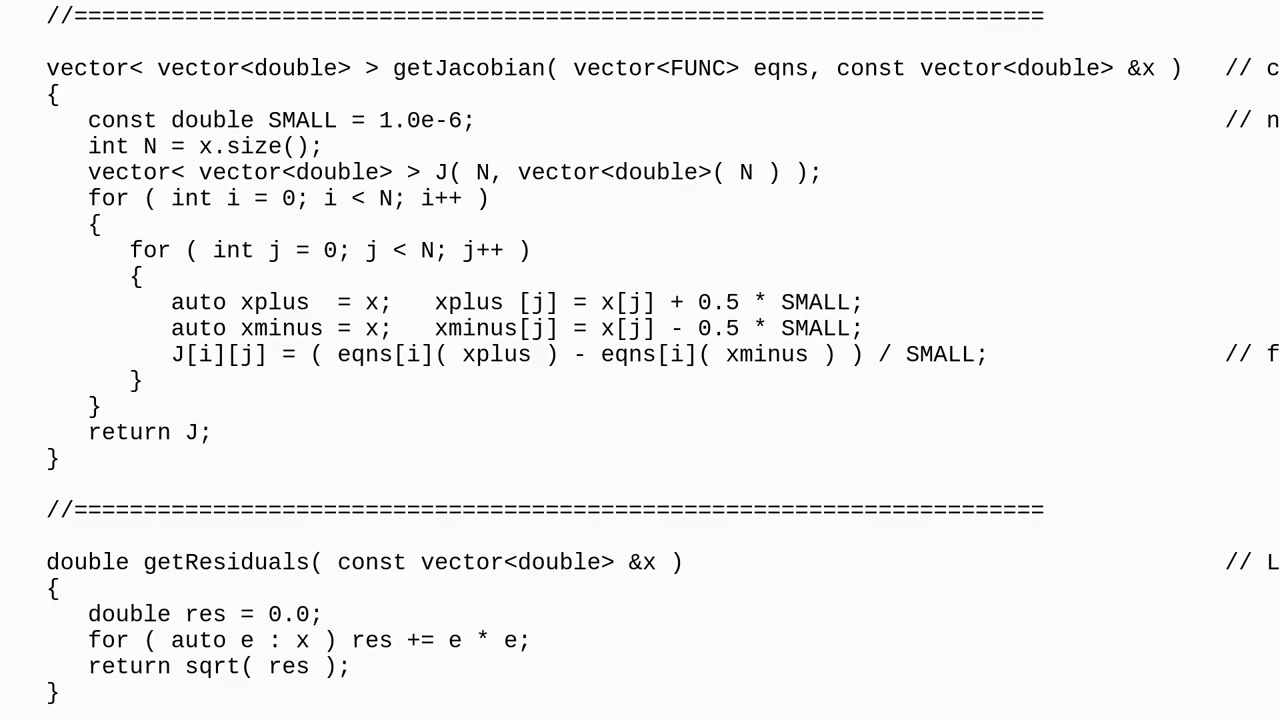 //======================================================================
vector< vector<double> > getJacobian( vector<FUNC> eqns, const vector<double> &x )   // c
{
   const double SMALL = 1.0e-6;                                                      // n
   int N = x.size();
   vector< vector<double> > J( N, vector<double>( N ) );
   for ( int i = 0; i < N; i++ )
   {
      for ( int j = 0; j < N; j++ )
      {
         auto xplus  = x;   xplus [j] = x[j] + 0.5 * SMALL;
         auto xminus = x;   xminus[j] = x[j] - 0.5 * SMALL;
         J[i][j] = ( eqns[i]( xplus ) - eqns[i]( xminus ) ) / SMALL;                 // f
      }
   }
   return J;
}
//======================================================================
double getResiduals( const vector<double> &x )                                       // L
{
   double res = 0.0;
   for ( auto e : x ) res += e * e;
   return sqrt( res );
}